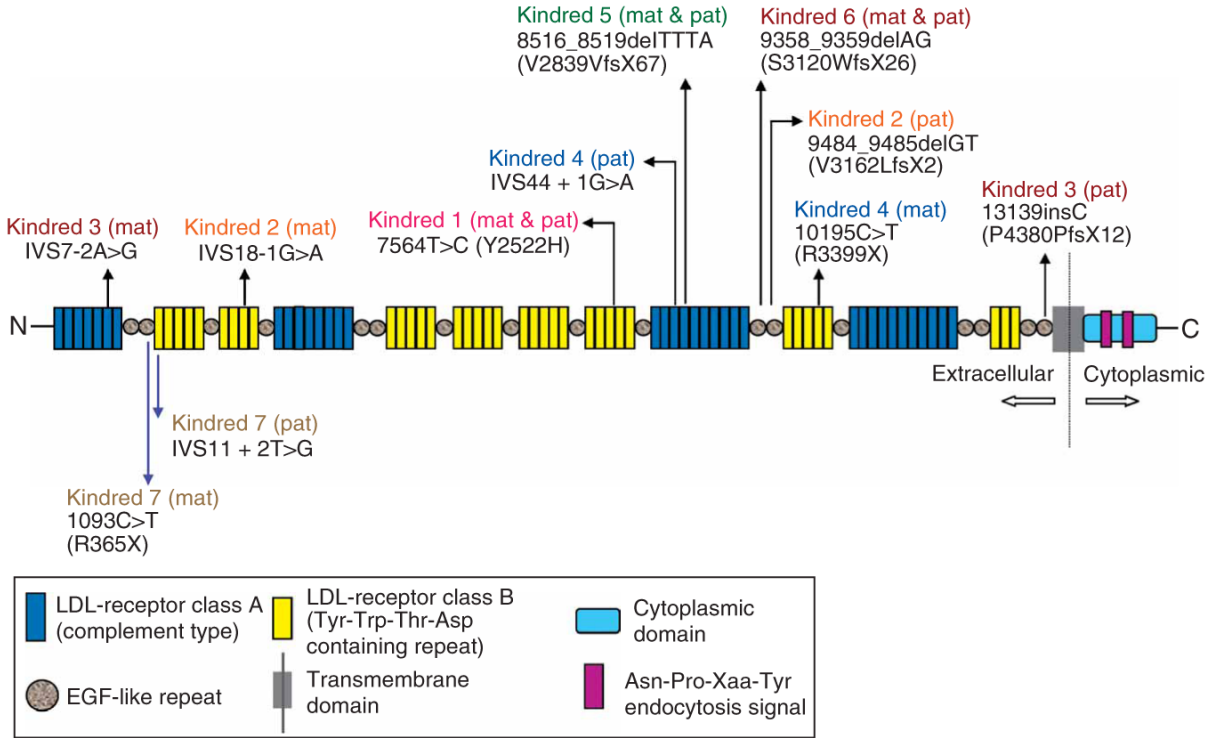 Kindred 5 (mat & pat)
8516_8519delTTTA
(V2839VfsX67)
Kindred 6 (mat & pat)
9358_9359delAG
(S3120WfsX26)
Kindred 2 (pat)
9484_9485delGT
(V3162LfsX2)
Kindred 4 (pat)
IVS44 + 1G>A
Kindred 3 (pat)
13139insC
(P4380PfsX12)
Kindred 3 (mat)
IVS7-2A>G
Kindred 2 (mat)
IVS18-1G>A
Kindred 1 (mat & pat)
7564T>C (Y2522H)
Kindred 4 (mat)
10195C>T
(R3399X)
N
C
Extracellular
Cytoplasmic
Kindred 7 (pat)
IVS11 + 2T>G
Kindred 7 (mat)
1093C>T
(R365X)
LDL-receptor class A
(complement type)
LDL-receptor class B
(Tyr-Trp-Thr-Asp
containing repeat)
Cytoplasmic
domain
EGF-like repeat
Transmembrane
domain
Asn-Pro-Xaa-Tyr
endocytosis signal